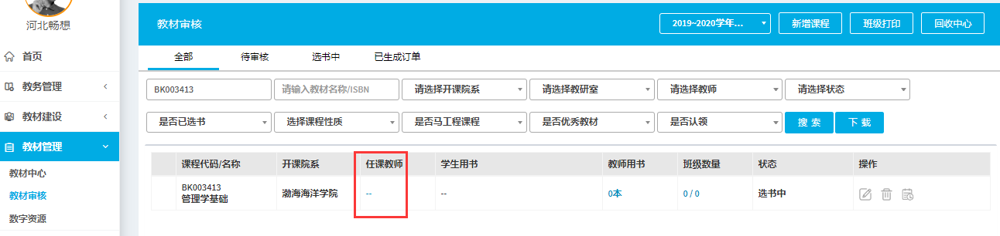 河北畅想
首页
教务管理
教材建设
教材管理
教材中心
教材审核
数字资源
教材审核
2019~2020学年... 新增课程 班级打印 回收中心
全部 待审核 选书中 已生成订单
BK003413 请输入教材名称/ISBN 请选择开课院系 请选择教研室 请选择教师 请选择状态
是否已选书 选择课程性质 是否马工程课程 是否优秀教材 是否认领 搜 索 下 载
课程代码/名称 开课院系 任课教师 学生用书 教师用书 班级数量 状态 操作
BK003413
管理学基础 渤海海洋学院 -- -- 0本 0 / 0 选书中